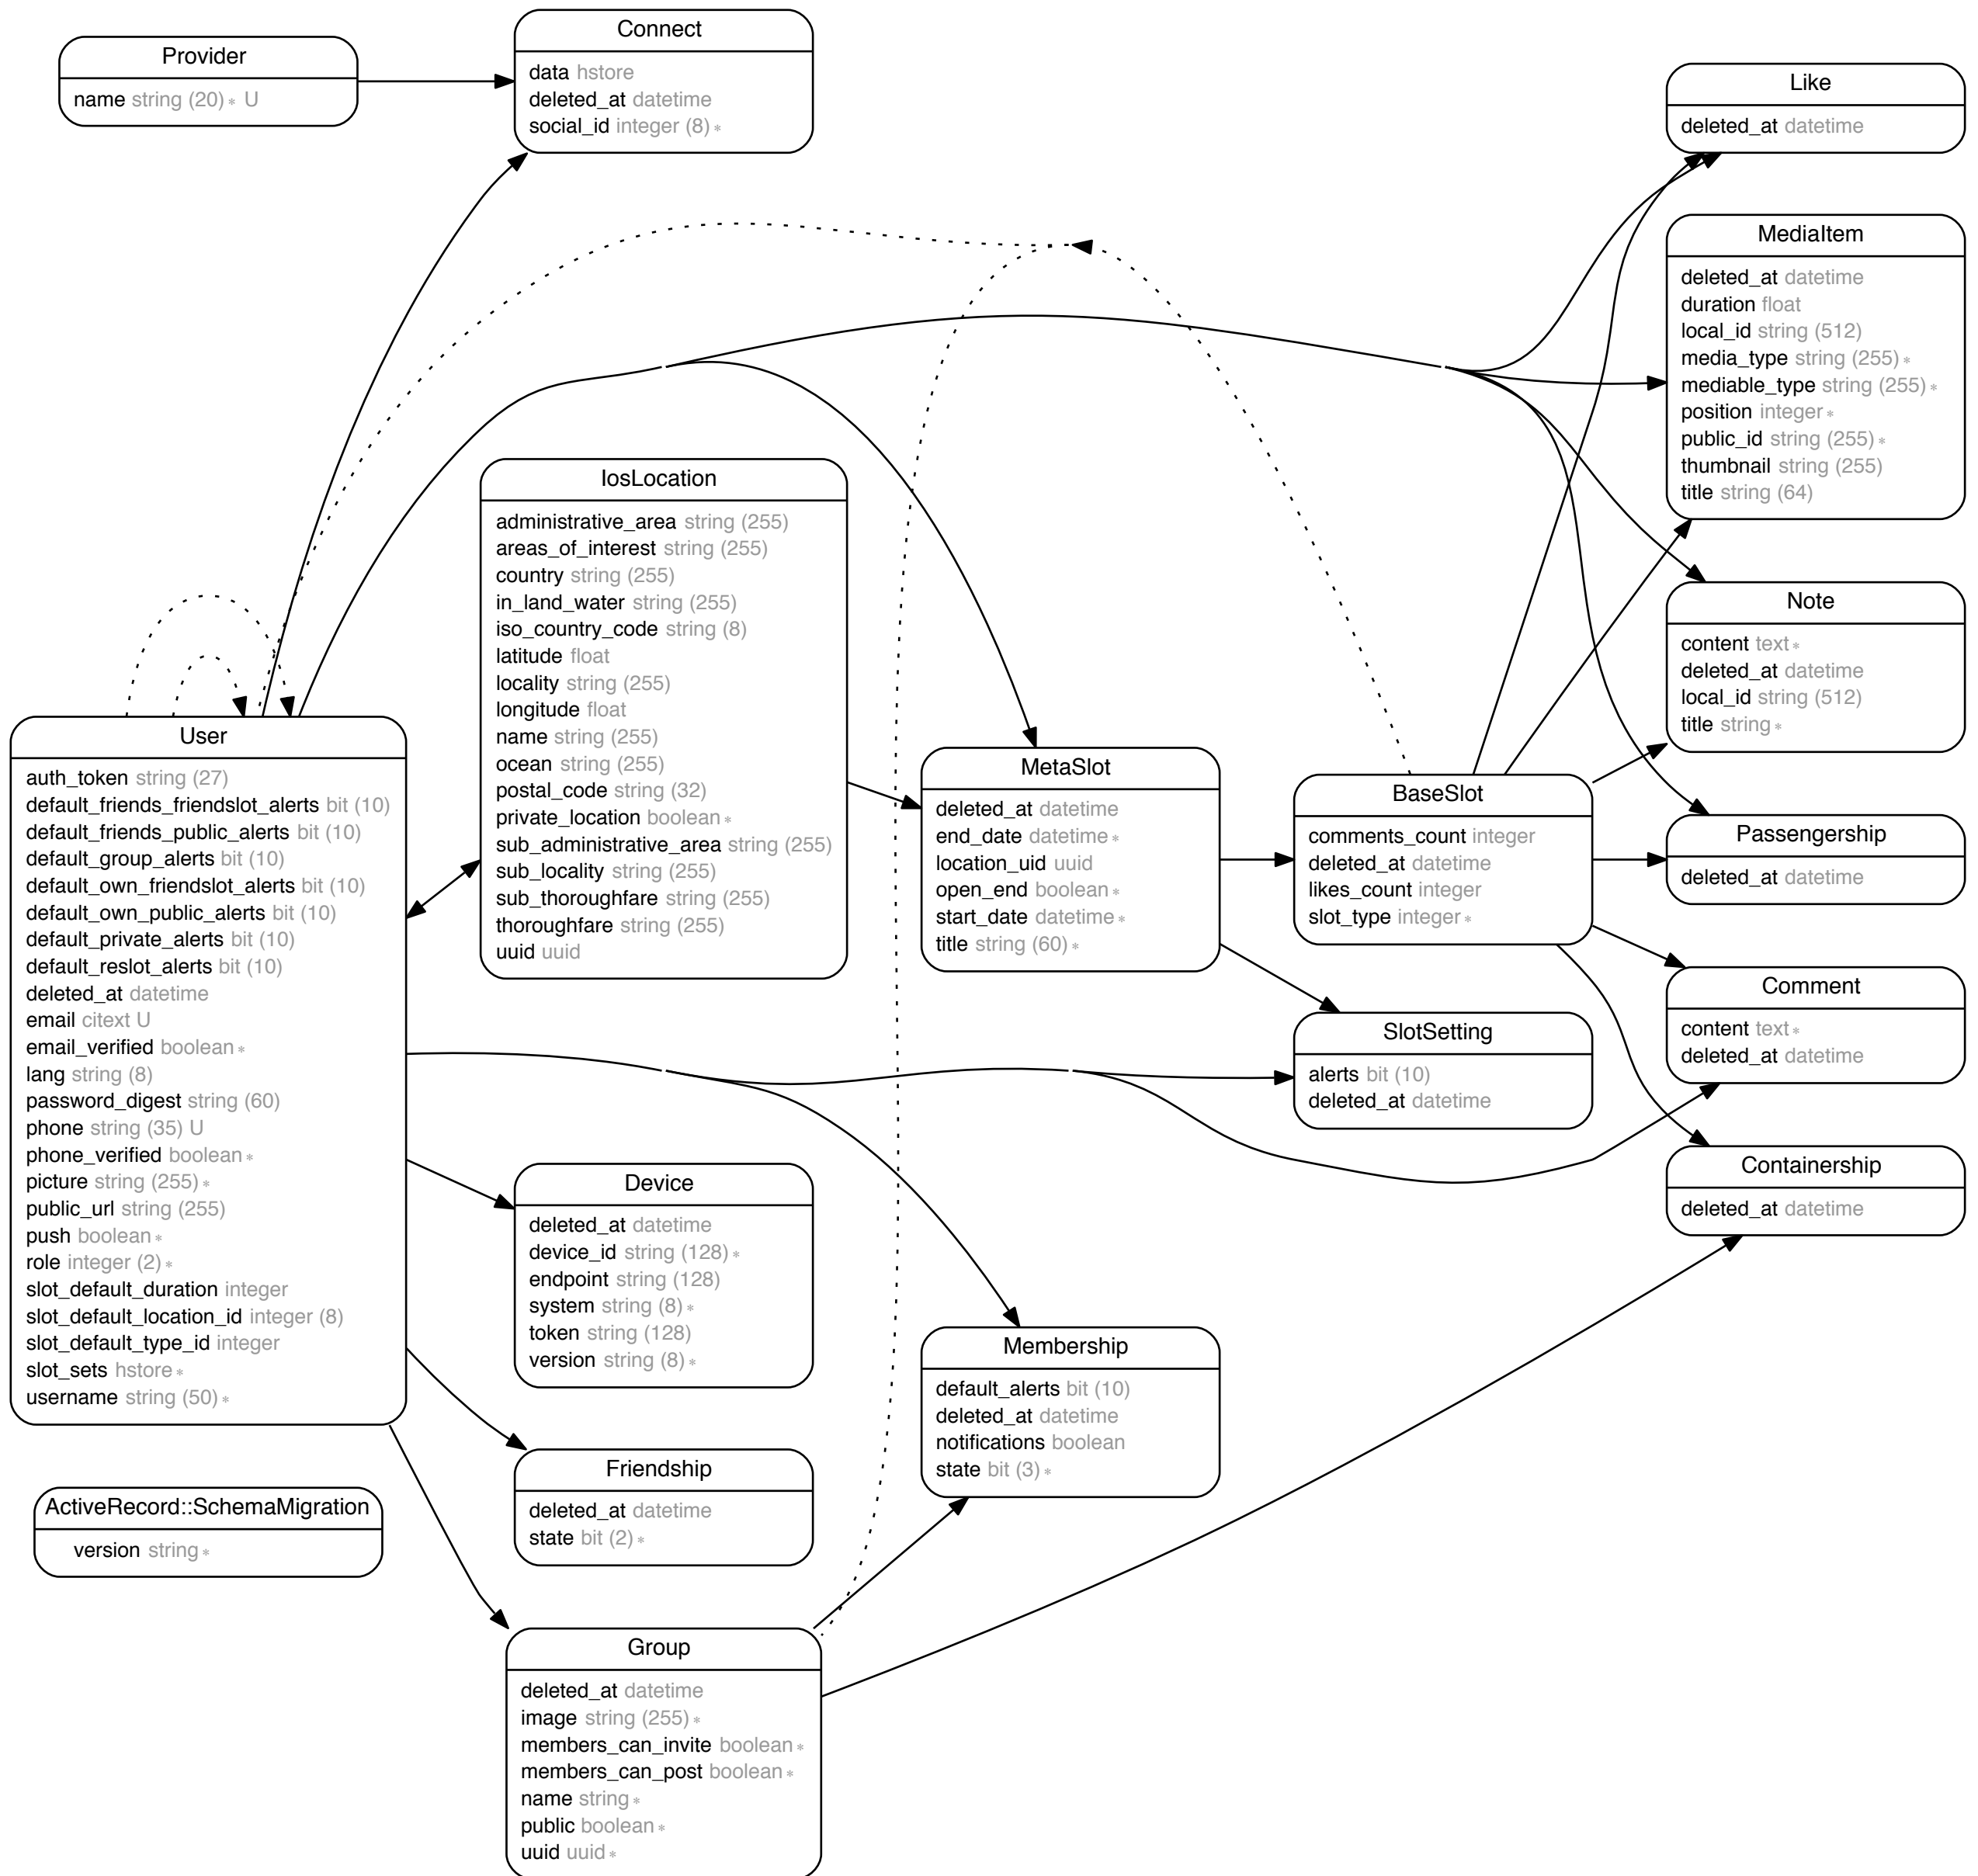 Provider
name string (20) ∗ U
Connect
data hstore
deleted_at datetime
social_id integer (8) ∗
Like
deleted_at datetime
MediaItem
deleted_at datetime
duration float
local_id string (512)
media_type string (255) ∗
mediable_type string (255) ∗
position integer ∗
public_id string (255) ∗
thumbnail string (255)
title string (64)
IosLocation
administrative_area string (255)
areas_of_interest string (255)
country string (255)
in_land_water string (255)
iso_country_code string (8)
latitude float
locality string (255)
longitude float
name string (255)
ocean string (255)
postal_code string (32)
private_location boolean ∗
sub_administrative_area string (255)
sub_locality string (255)
sub_thoroughfare string (255)
thoroughfare string (255)
uuid uuid
Note
content text ∗
deleted_at datetime
local_id string (512)
title string ∗
User
auth_token string (27)
default_friends_friendslot_alerts bit (10)
default_friends_public_alerts bit (10)
default_group_alerts bit (10)
default_own_friendslot_alerts bit (10)
default_own_public_alerts bit (10)
default_private_alerts bit (10)
default_reslot_alerts bit (10)
deleted_at datetime
email citext U
email_verified boolean ∗
lang string (8)
password_digest string (60)
phone string (35) U
phone_verified boolean ∗
picture string (255) ∗
public_url string (255)
push boolean ∗
role integer (2) ∗
slot_default_duration integer
slot_default_location_id integer (8)
slot_default_type_id integer
slot_sets hstore ∗
username string (50) ∗
MetaSlot
deleted_at datetime
end_date datetime ∗
location_uid uuid
open_end boolean ∗
start_date datetime ∗
title string (60) ∗
BaseSlot
comments_count integer
deleted_at datetime
likes_count integer
slot_type integer ∗
Passengership
deleted_at datetime
Comment
content text ∗
deleted_at datetime
SlotSetting
alerts bit (10)
deleted_at datetime
Containership
deleted_at datetime
Device
deleted_at datetime
device_id string (128) ∗
endpoint string (128)
system string (8) ∗
token string (128)
version string (8) ∗
Membership
default_alerts bit (10)
deleted_at datetime
notifications boolean
state bit (3) ∗
Friendship
deleted_at datetime
state bit (2) ∗
ActiveRecord::SchemaMigration
version string ∗
Group
deleted_at datetime
image string (255) ∗
members_can_invite boolean ∗
members_can_post boolean ∗
name string ∗
public boolean ∗
uuid uuid ∗